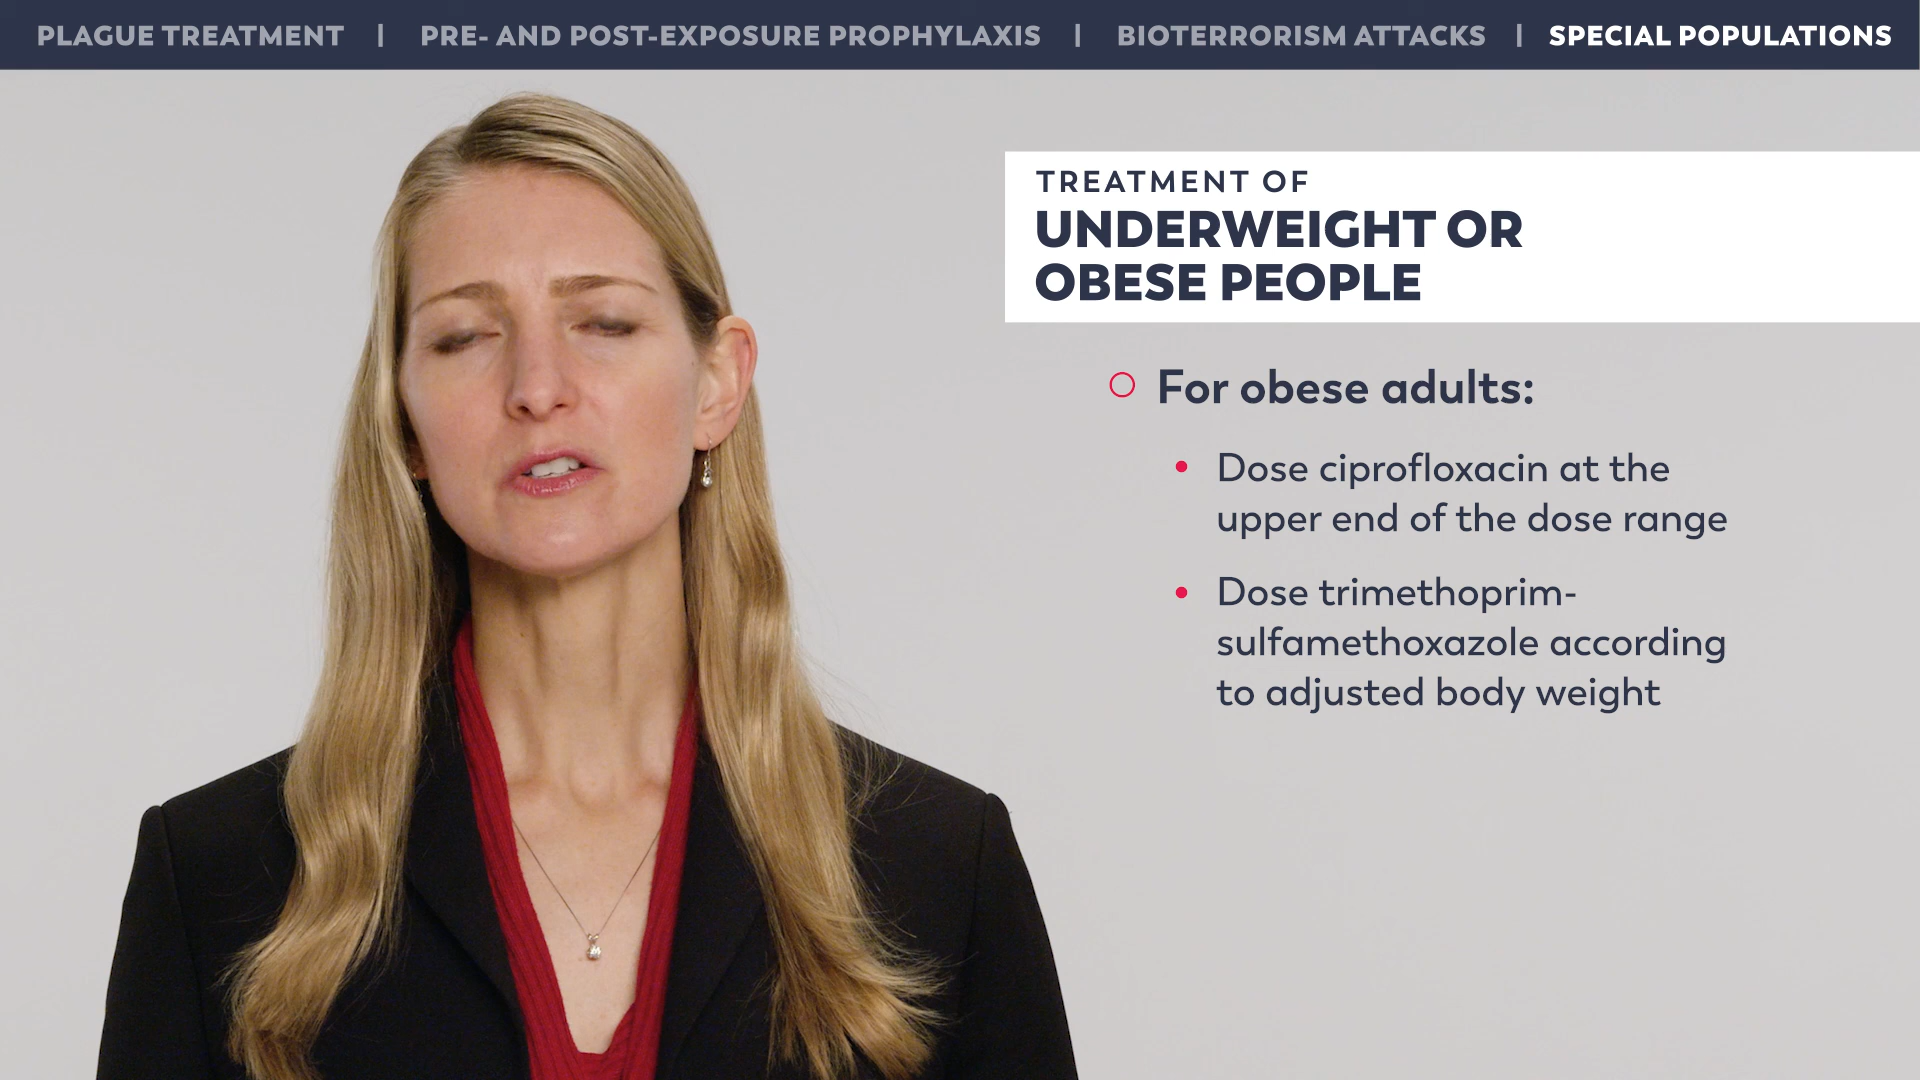 PLAGUE TREATMENT | PRE- AND POST-EXPOSURE PROPHYLAXIS | BIOTERRORISM ATTACKS | SPECIAL POPULATIONS
TREATMENT OF
UNDERWEIGHT OR
OBESE PEOPLE
For obese adults:
Dose ciprofloxacin at the
upper end of the dose range
Dose trimethoprim-
sulfamethoxazole according
to adjusted body weight